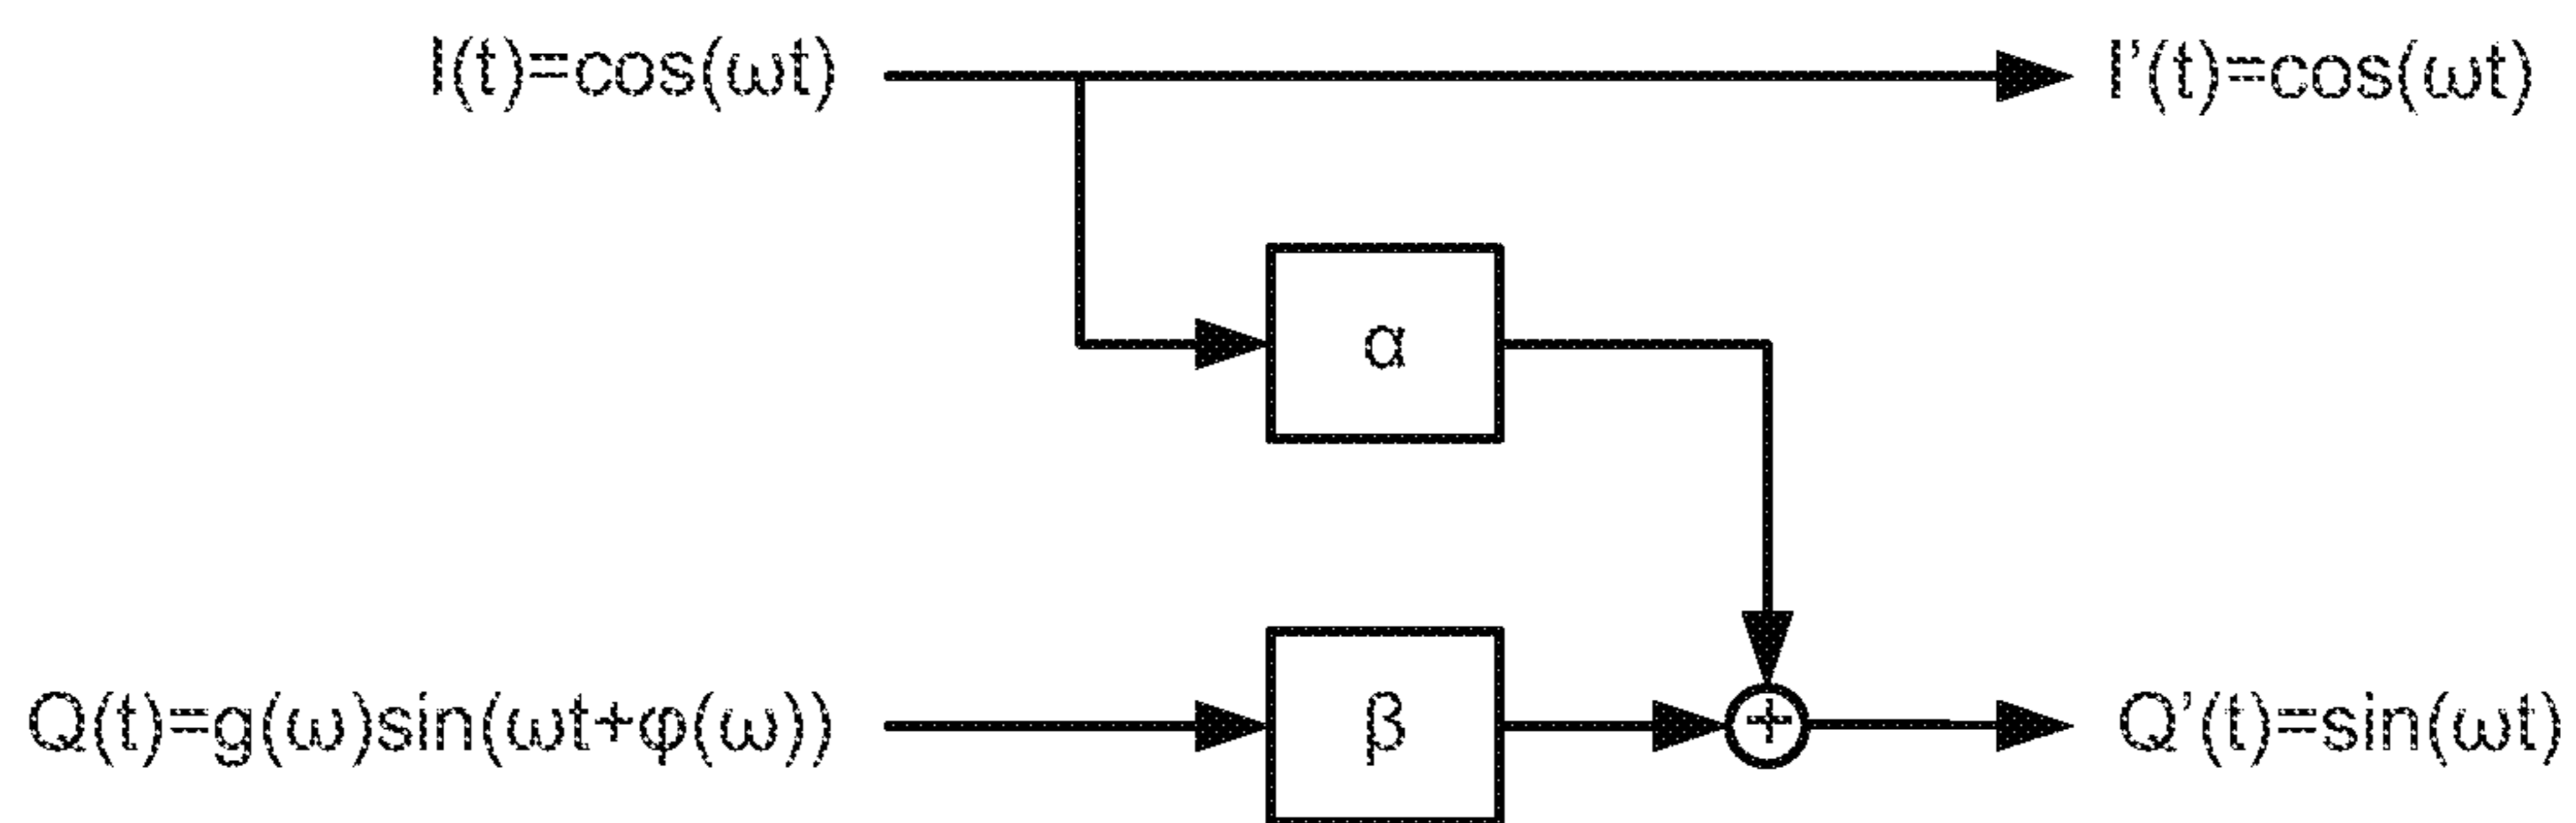 I(t)=cos(ωt) I’(t)=cos(ωt)
α
Q(t)=g(ω)sin(ωt+φ(ω)) β + Q’(t)=sin(ωt)